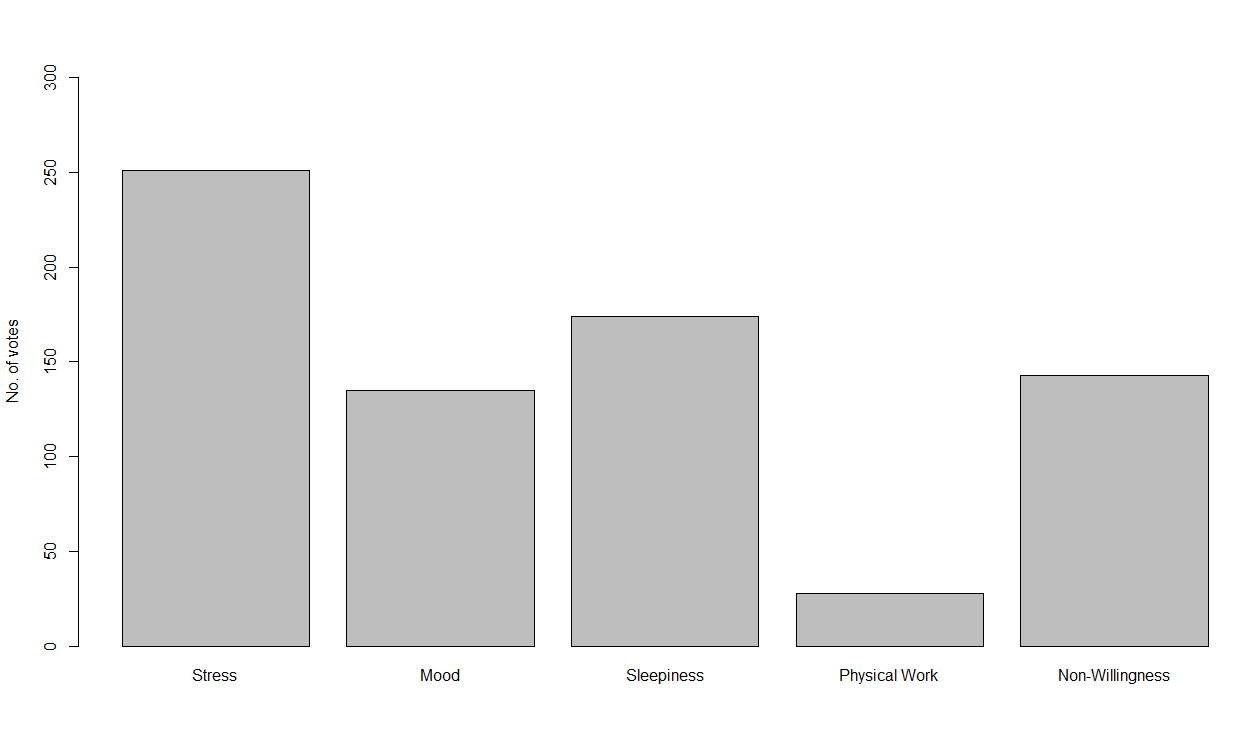 300
250
200
150
100
50
0
No. of votes
Stress
Mood
Sleepiness
Physical Work
Non-Willingness